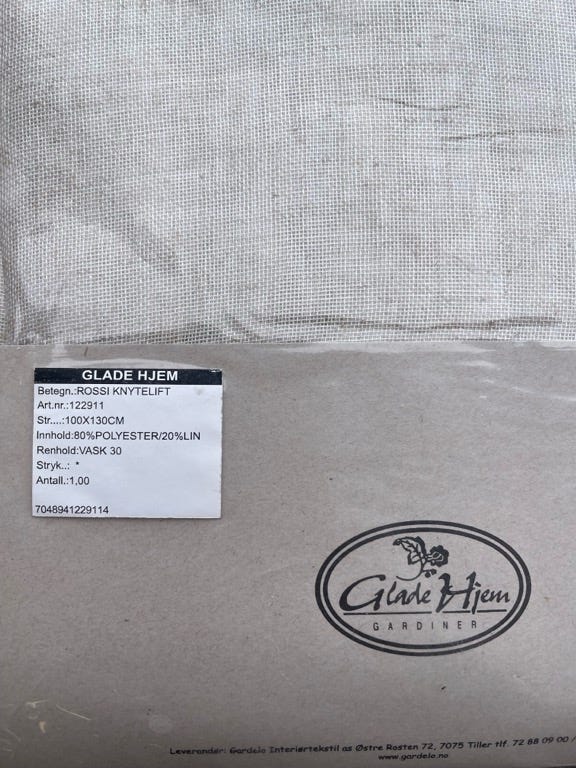 GLADE HJEM
Betegn.:ROSSI KNYTELIFT
Art.nr.:122911
Str....:100X130CM
Innhold:80%POLYESTER/20%LIN
Renhold:VASK 30
Stryk..: *
Antall.:1,00
7048941229114
Glade Hjem
GARDINER
Leverandør: Gardelo Interiørtekstil as Østre Rosten 72, 7075 Tiller tlf. 72 88 09 00 /
www.gardelo.no